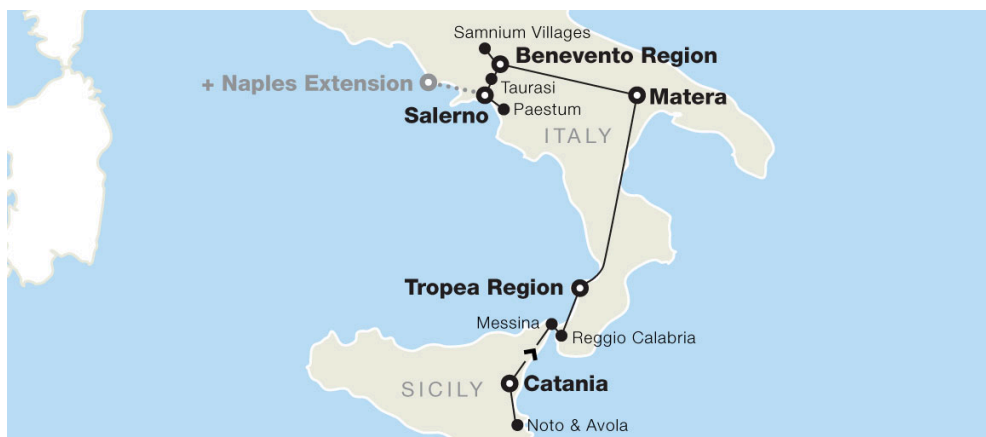 Samnium Villages
Benevento Region
+ Naples Extension
Taurasi
Matera
Salerno
Paestum
ITALY
Tropea Region
Messina
Reggio Calabria
Catania
SICILY
Noto & Avola